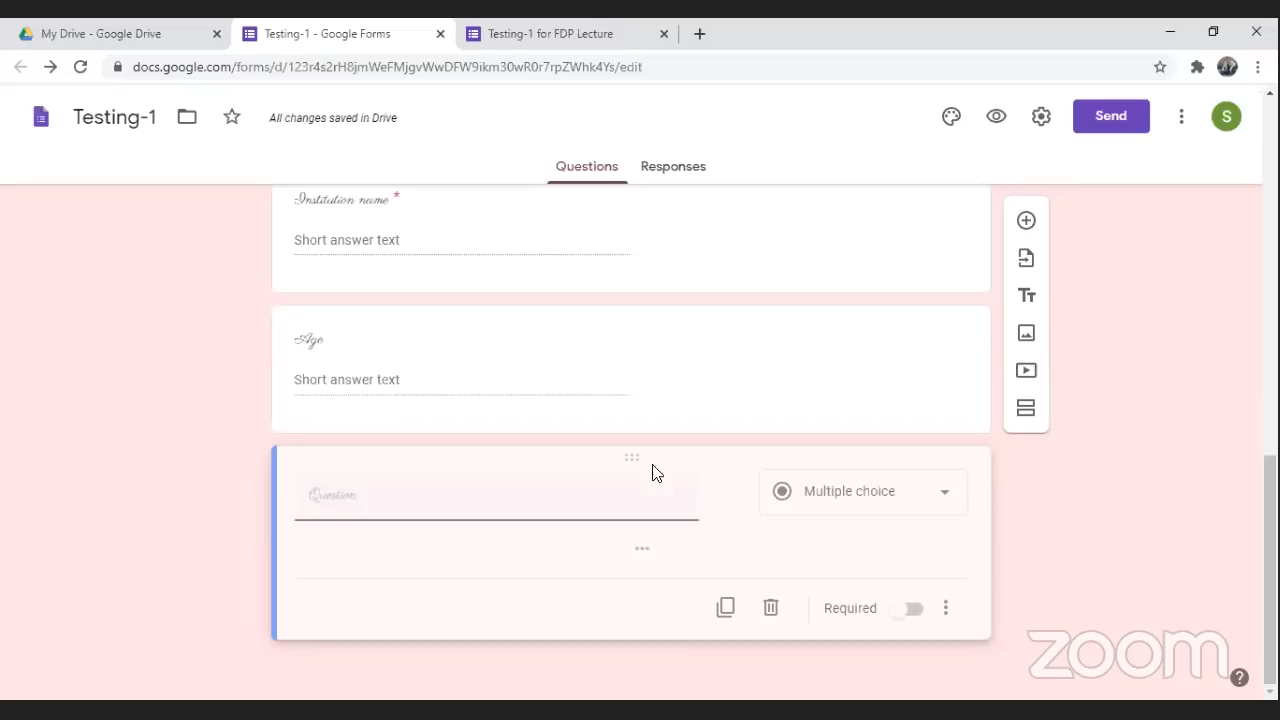 My Drive - Google Drive
Testing-1 - Google Forms
Testing-1 for FDP Lecture
docs.google.com/forms/d/123r4s2rH8jmWeFMjgvWwDFW9ikm30wR0r7rpZWhk4Ys/edit
Testing-1
All changes saved in Drive
Send
S
Questions
Responses
Institution name *
Short answer text
Tт
Age
Short answer text
Question
Multiple choice
Required
zoom
?